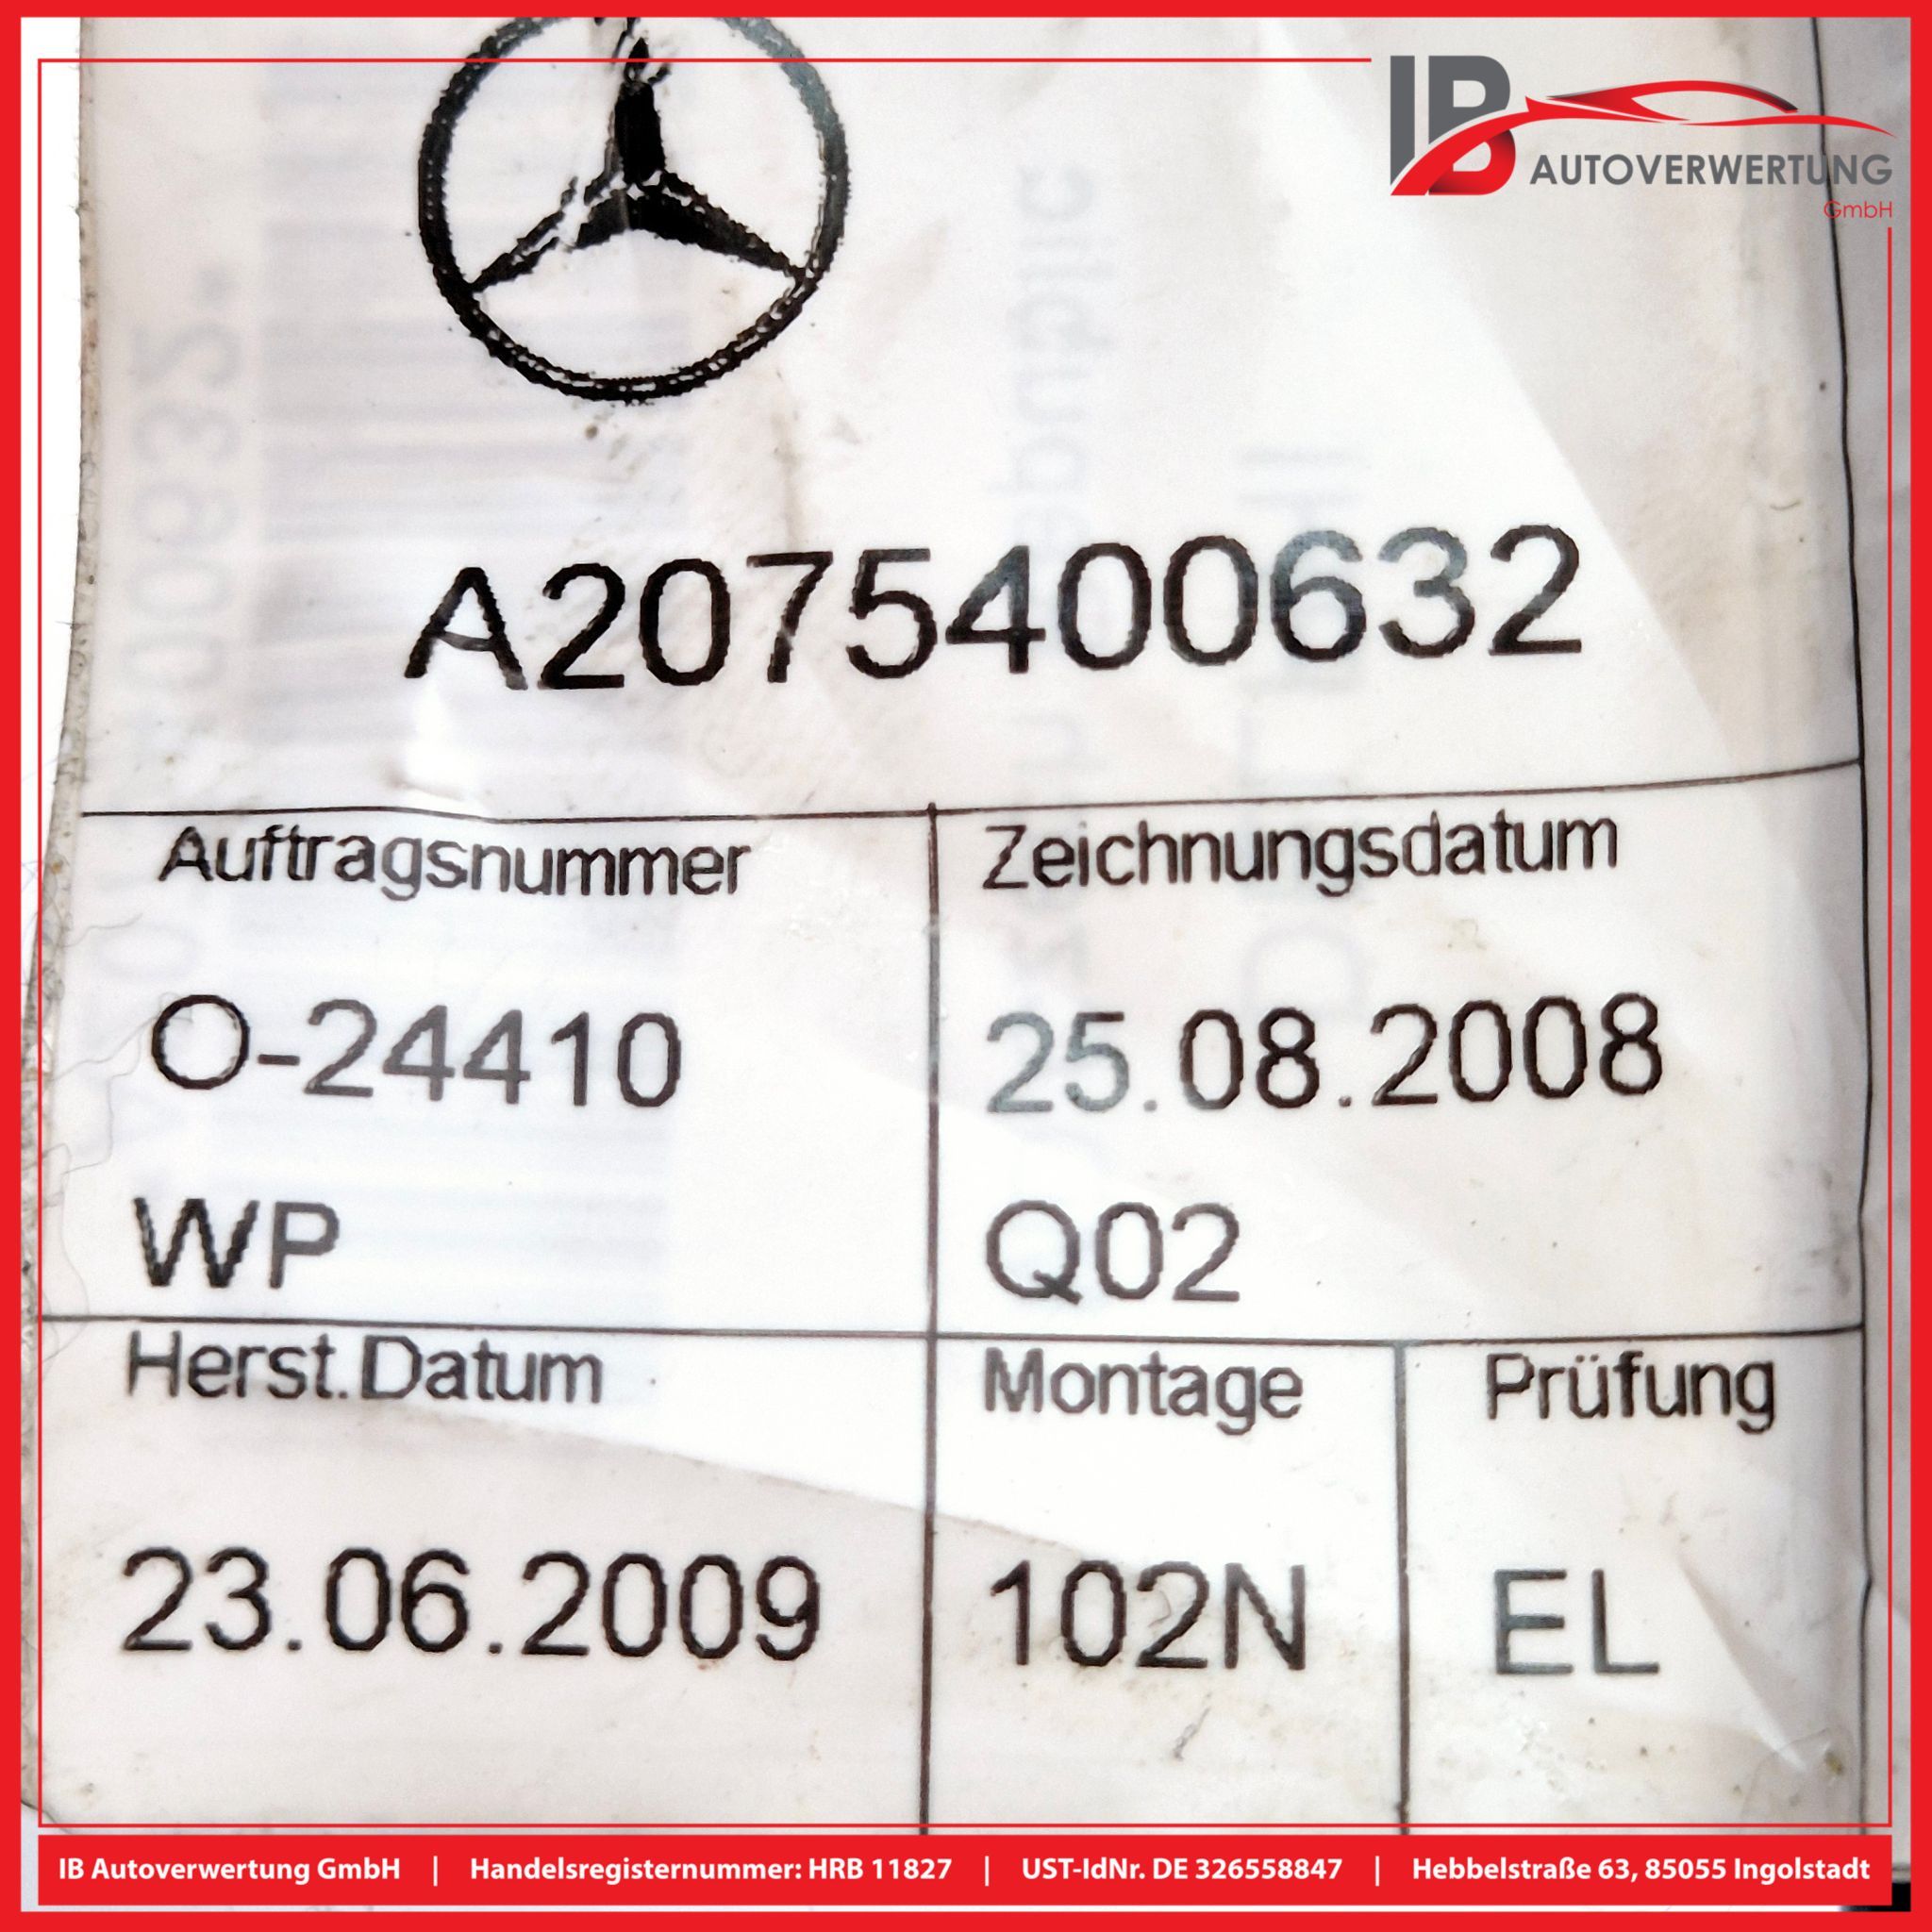 IB
AUTOVERWERTUNG
GmbH
A2075400632
Auftragsnummer
Zeichnungsdatum
O-24410
25.08.2008
WP
Q02
Herst.Datum
Montage
Prüfung
23.06.2009
102N
EL
IB Autoverwertung GmbH | Handelsregisternummer: HRB 11827 | UST-IdNr. DE 326558847 | Hebbelstraße 63, 85055 Ingolstadt